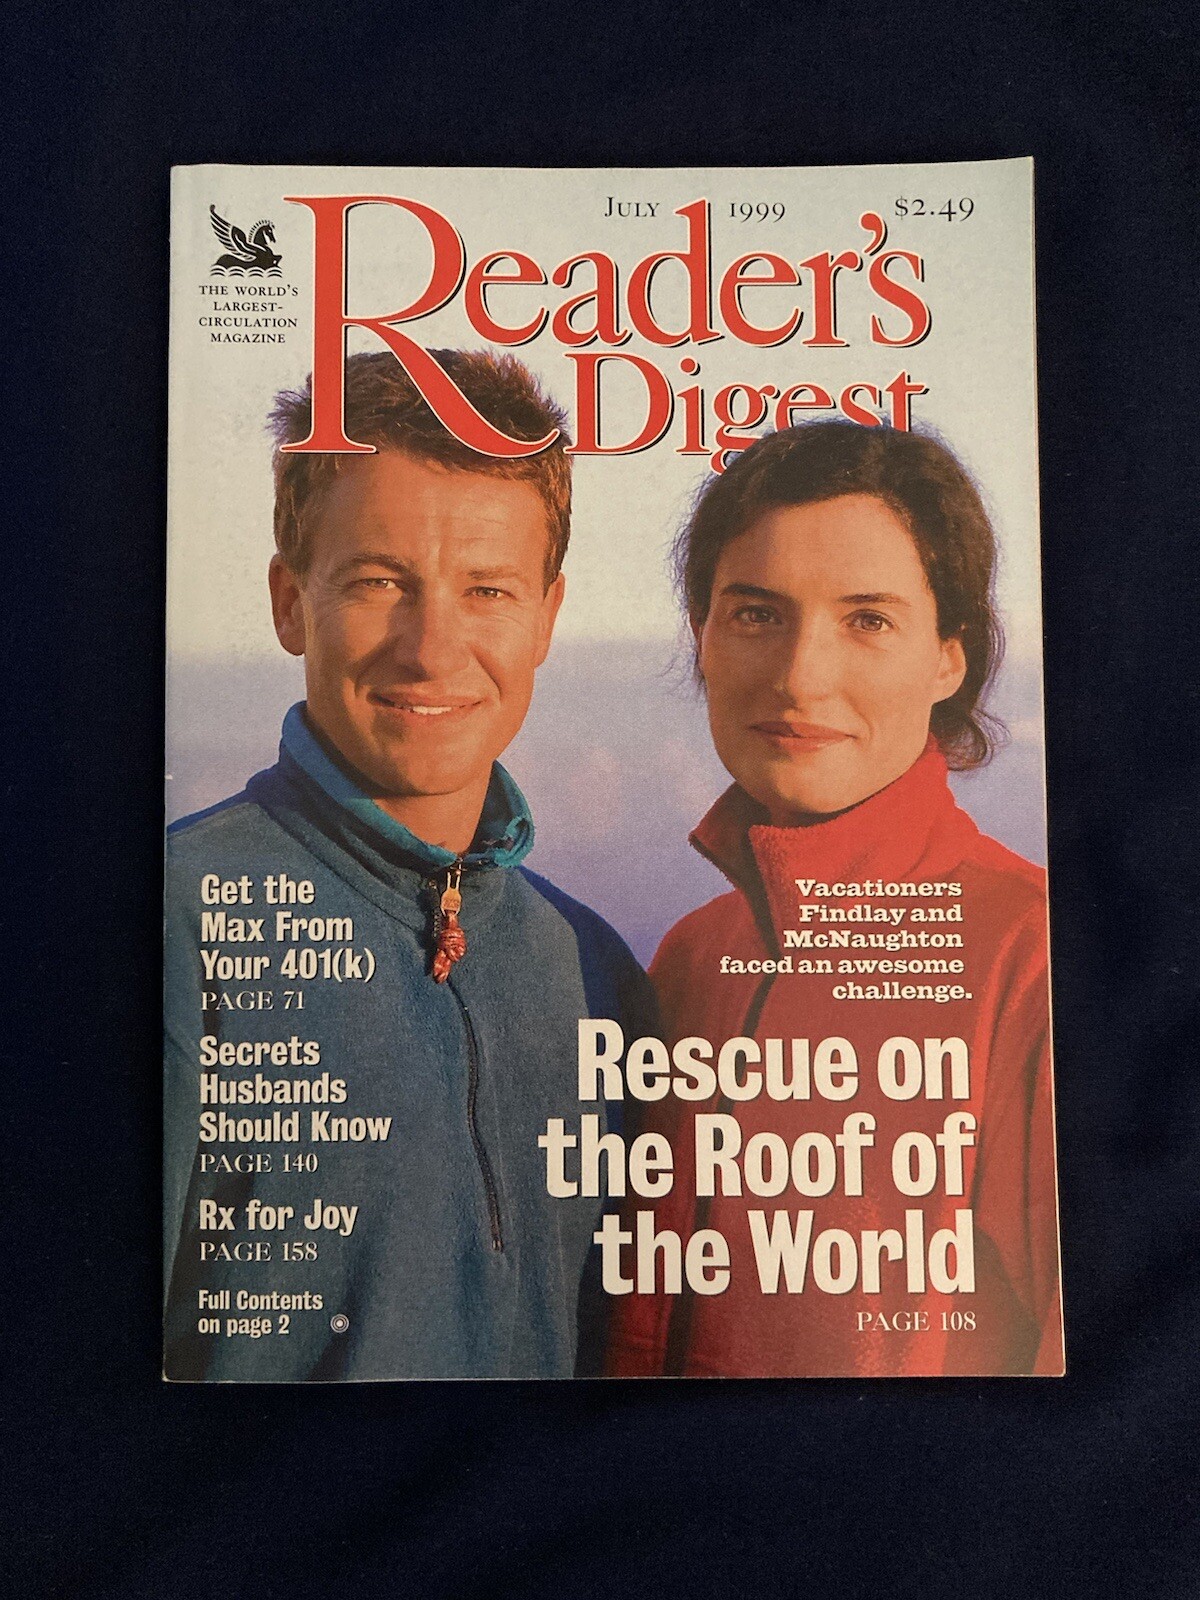 July 1999 $2.49
THE WORLD'S
LARGEST-
CIRCULATION
MAGAZINE
Reader's
Digest
Get the
Max From
Your 401(k)
PAGE 71
Secrets
Husbands
Should Know
PAGE 140
Rx for Joy
PAGE 158
Full Contents
on page 2
Vacationers
Findlay and
McNaughton
faced an awesome
challenge.
Rescue on
the Roof of
the World
PAGE 108